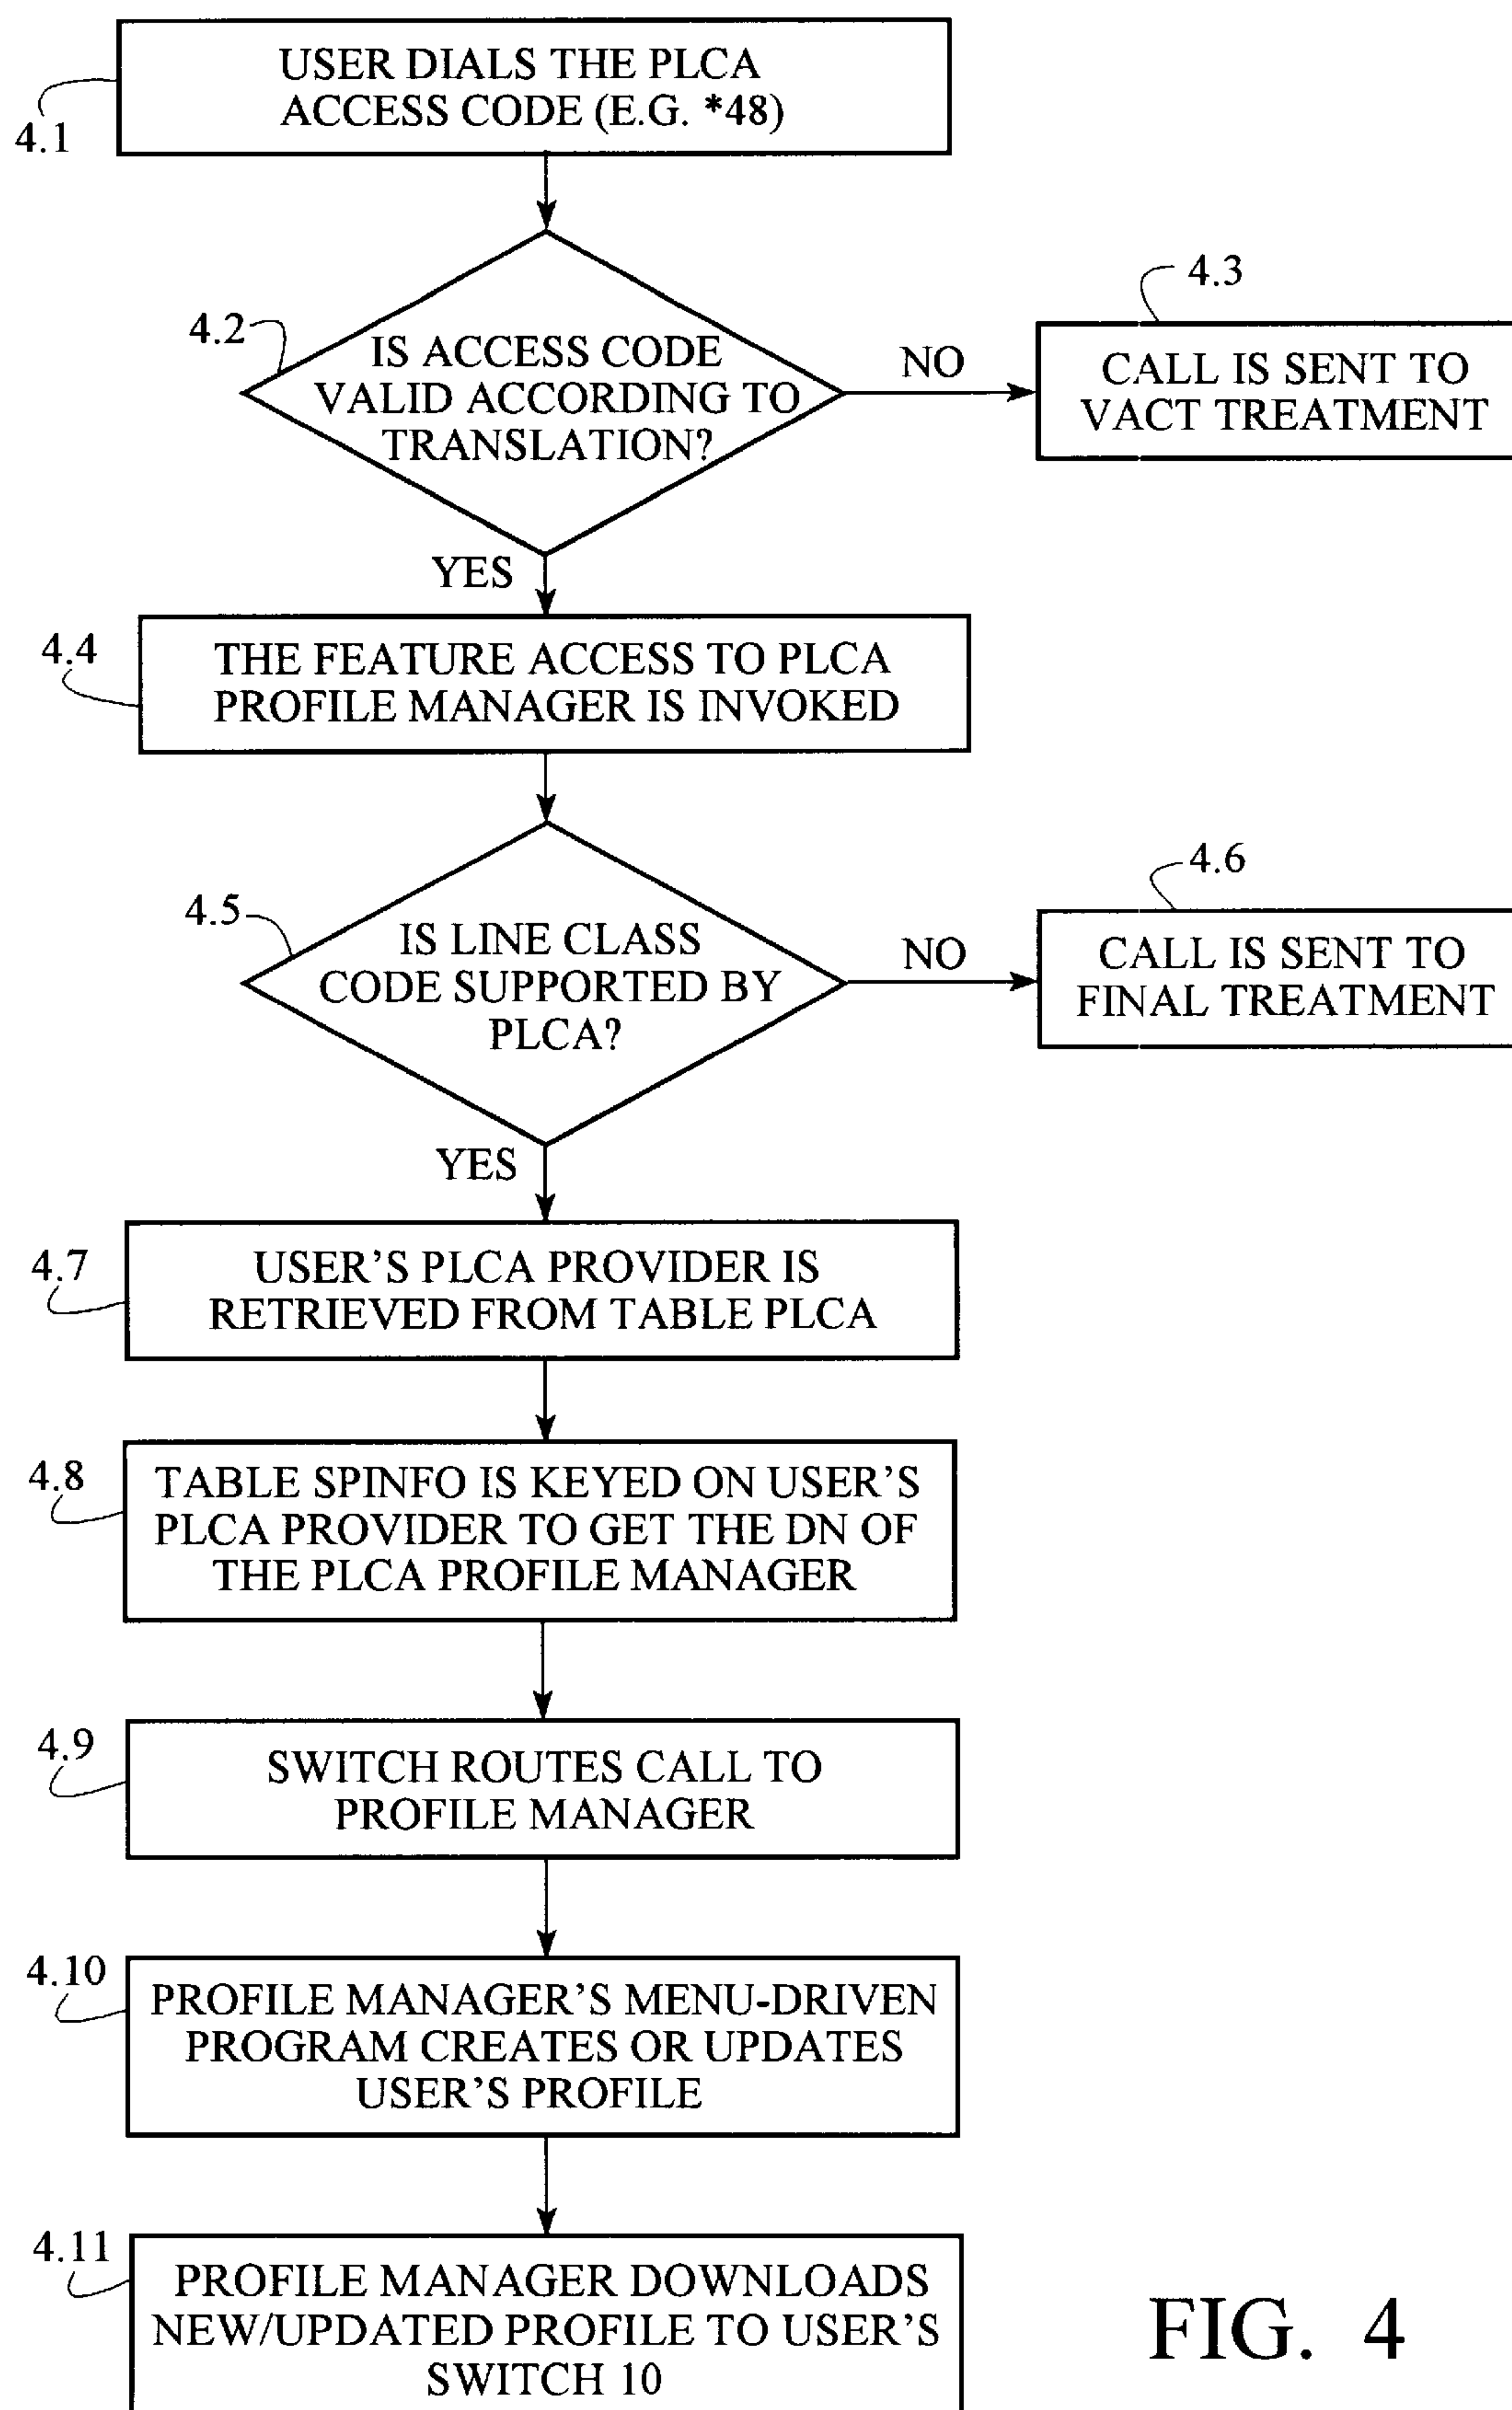 USER DIALS THE PLCA
ACCESS CODE (E.G. *48)
4.1
4.2
IS ACCESS CODE
VALID ACCORDING TO
TRANSLATION?
NO
4.3
CALL IS SENT TO
VACT TREATMENT
YES
4.4
THE FEATURE ACCESS TO PLCA
PROFILE MANAGER IS INVOKED
4.5
IS LINE CLASS
CODE SUPPORTED BY
PLCA?
NO
4.6
CALL IS SENT TO
FINAL TREATMENT
YES
4.7
USER'S PLCA PROVIDER IS
RETRIEVED FROM TABLE PLCA
4.8
TABLE SPINFO IS KEYED ON USER'S
PLCA PROVIDER TO GET THE DN OF
THE PLCA PROFILE MANAGER
4.9
SWITCH ROUTES CALL TO
PROFILE MANAGER
4.10
PROFILE MANAGER'S MENU-DRIVEN
PROGRAM CREATES OR UPDATES
USER'S PROFILE
4.11
PROFILE MANAGER DOWNLOADS
NEW/UPDATED PROFILE TO USER'S
SWITCH 10
FIG. 4